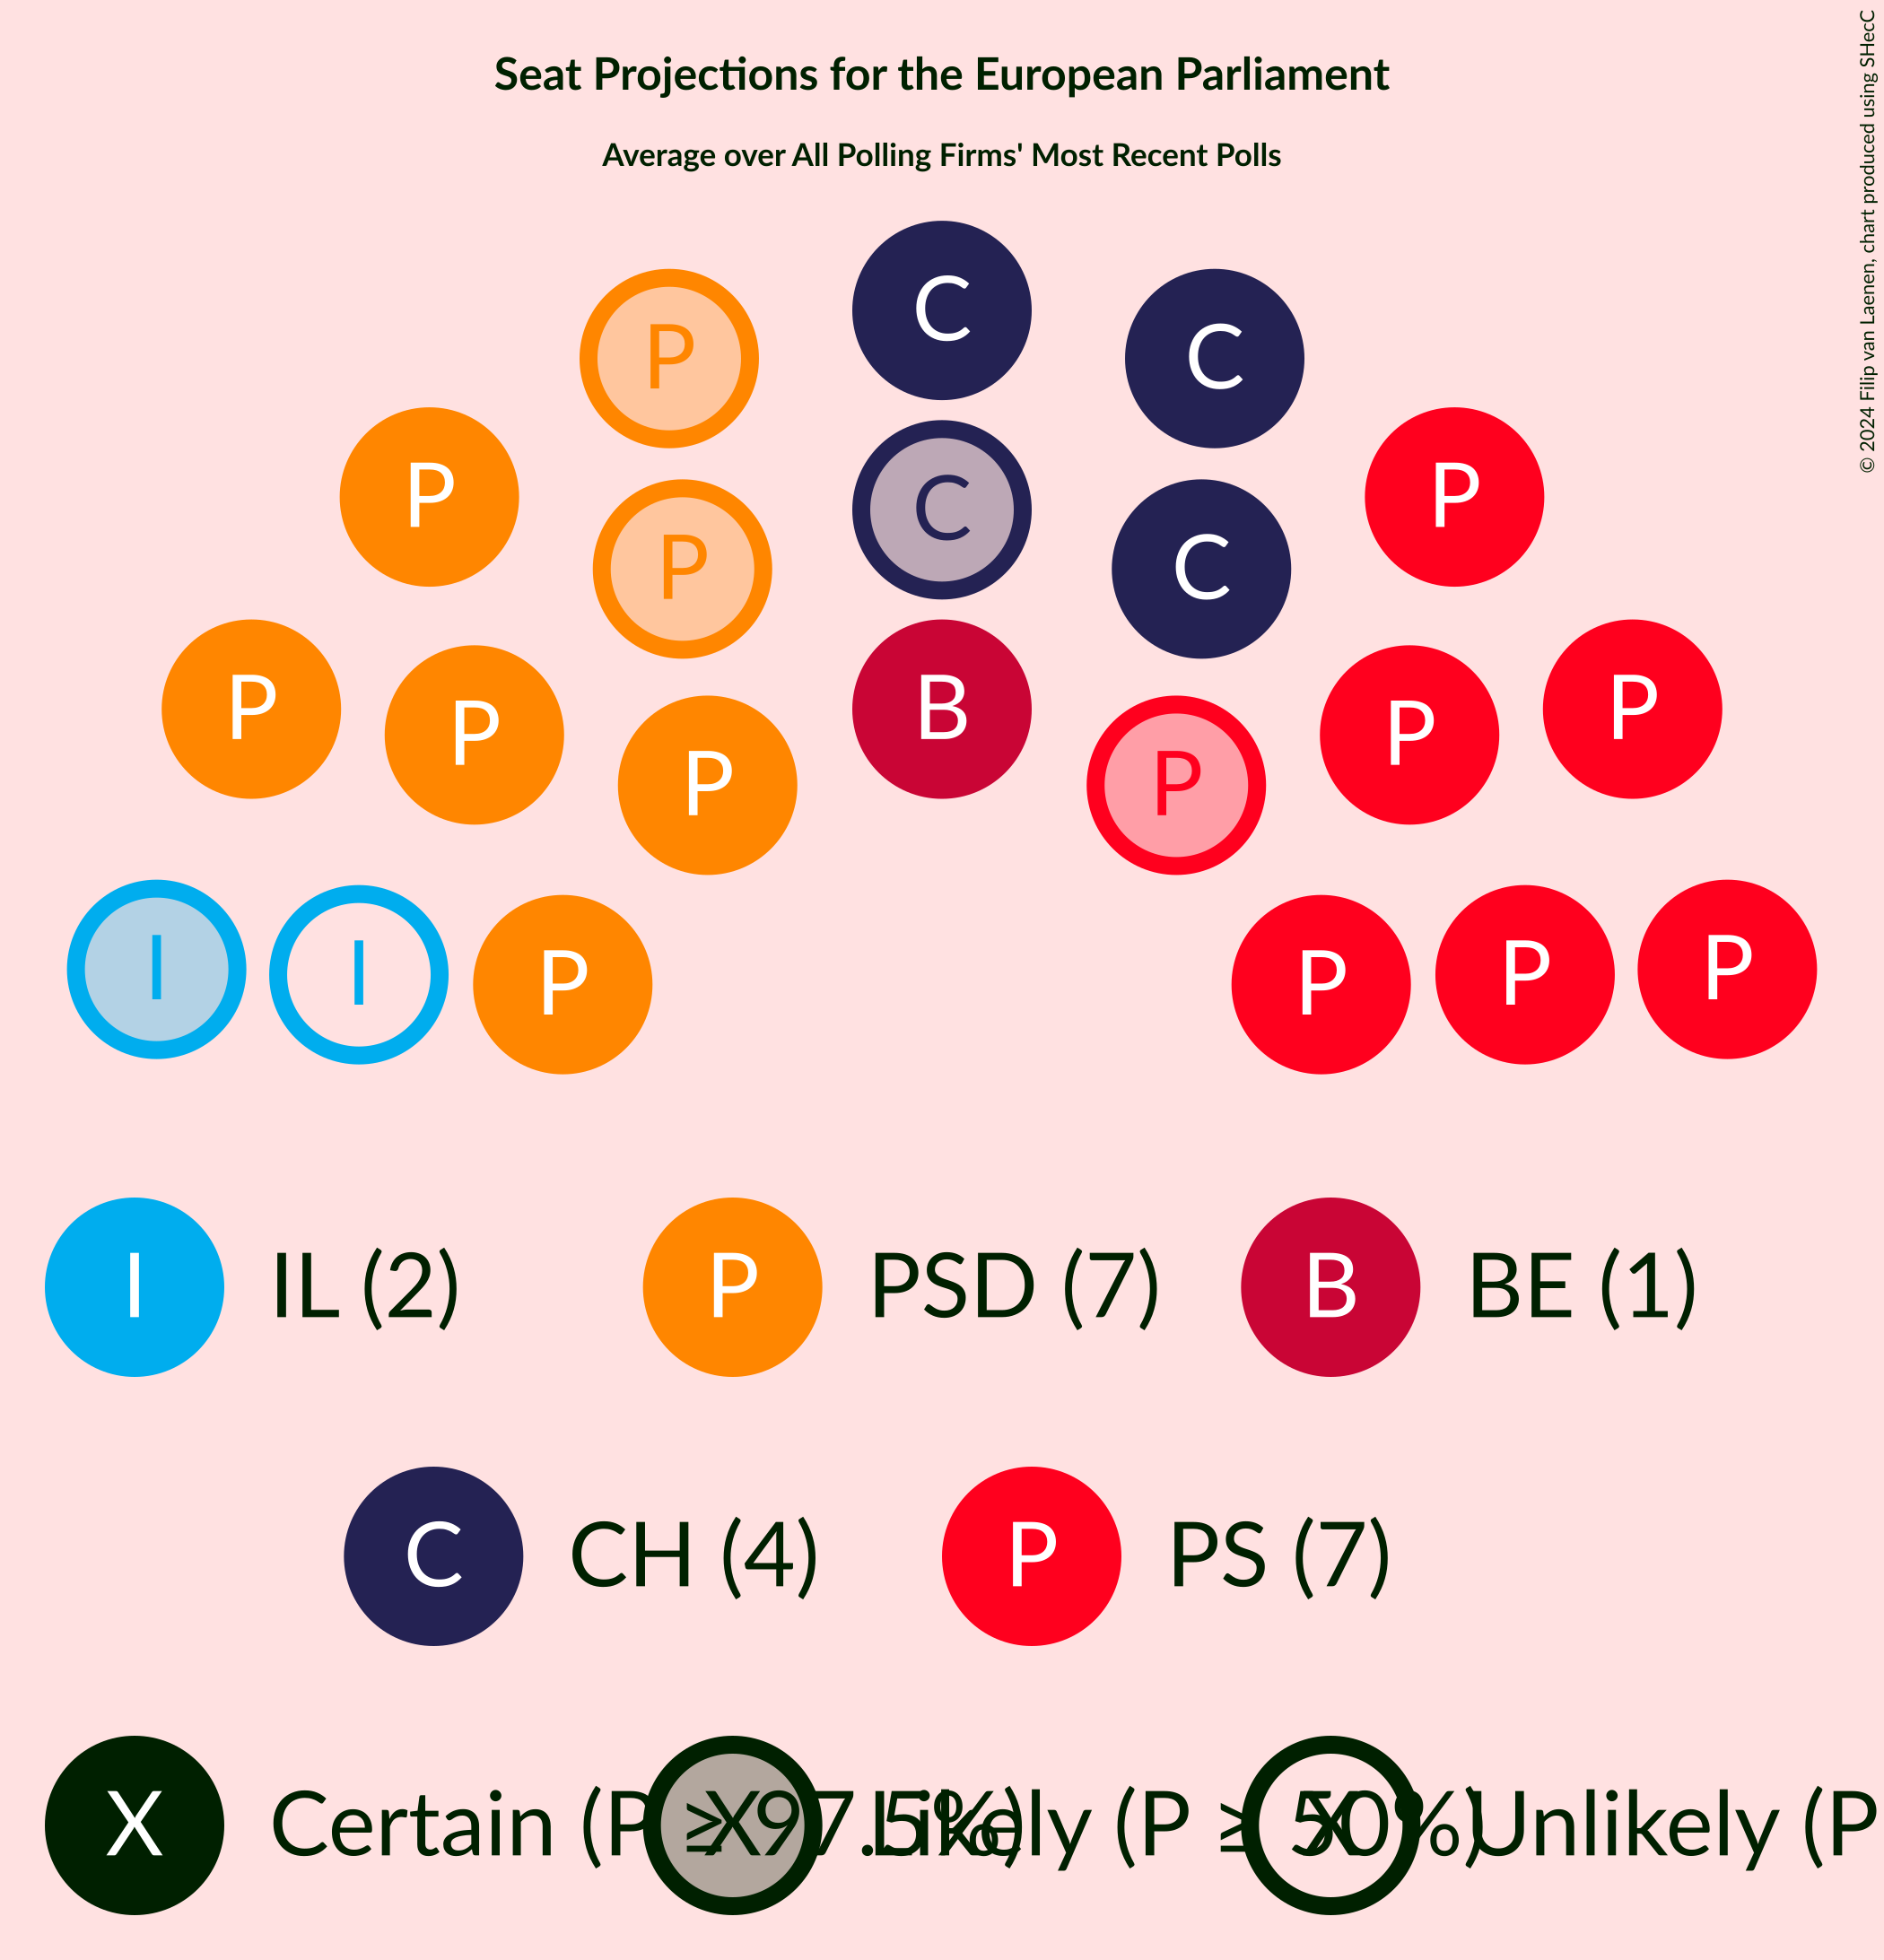 Seat Projections for the European Parliament
Average over All Polling Firms' Most Recent Polls
© 2024 Filip van Laenen, chart produced using SHecC
C
P C
P P
C
P C
P B P
P P
P P
I I P P P P
I IL (2) P PSD (7) B BE (1)
C CH (4) P PS (7)
X Certain (P ≥ 97.5%) X Likely (P ≥ 50%) X Unlikely (P